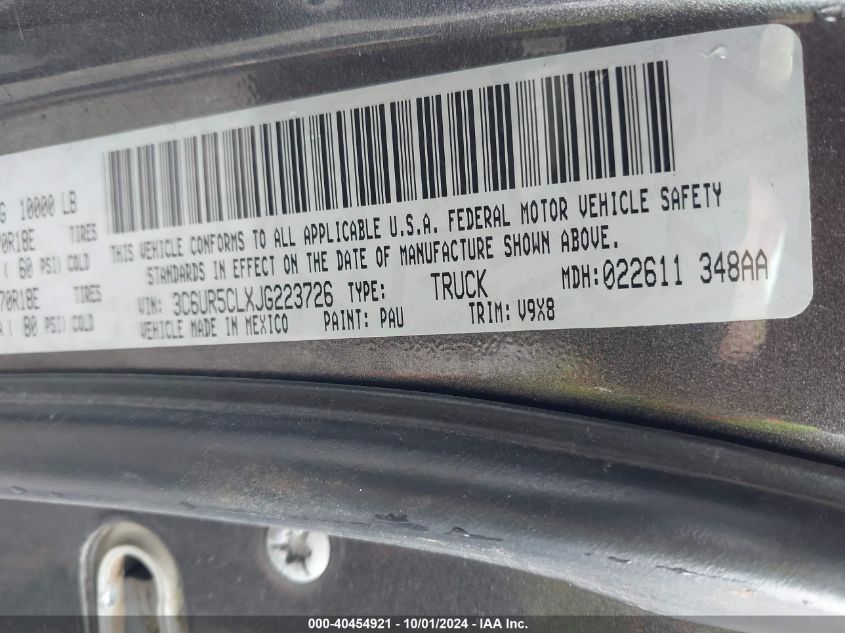 G 10000 LB
70R18E TIRES
( 60 PSI) COLD
70R18E TIRES
( 80 PSI) COLD
THIS VEHICLE CONFORMS TO ALL APPLICABLE U.S.A. FEDERAL MOTOR VEHICLE SAFETY
STANDARDS IN EFFECT ON THE DATE OF MANUFACTURE SHOWN ABOVE.
VIN: 3C6UR5CLXJG223726 TYPE: TRUCK MDH:022611 348AA
VEHICLE MADE IN MEXICO PAINT: PAU TRIM: V9X8
000-40454921 - 10/01/2024 - IAA Inc.